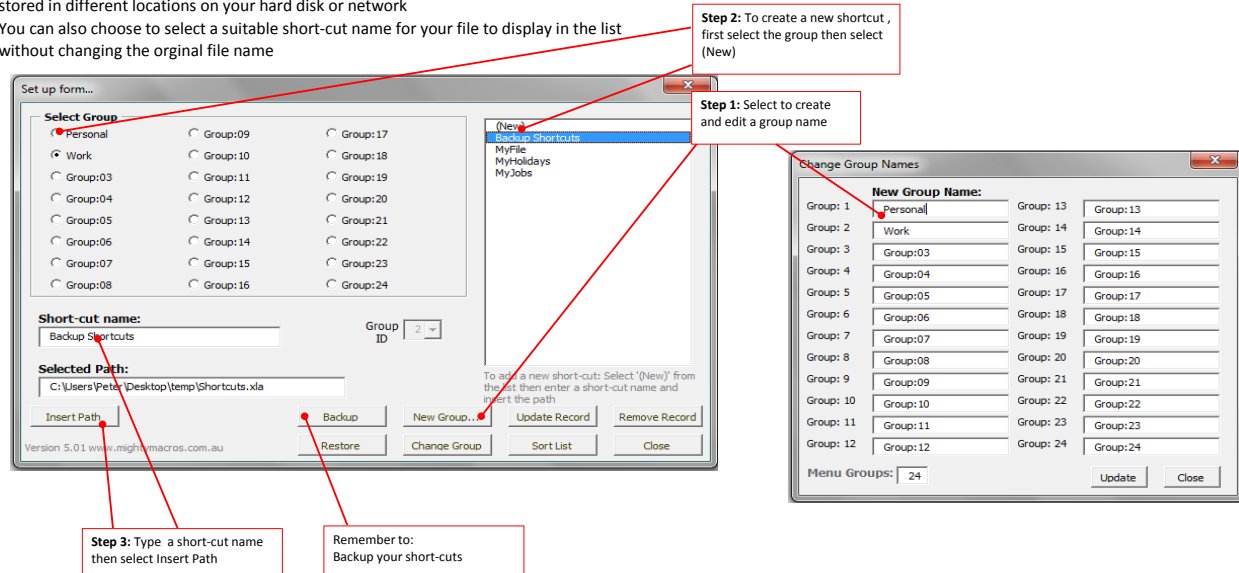 stored in different locations on your hard disk or network
You can also choose to select a suitable short-cut name for your file to display in the list
without changing the orginal file name
Step 2: To create a new shortcut ,
first select the group then select
(New)
Step 1: Select to create
and edit a group name
Set up form...
Select Group
Personal
Work
Group:03
Group:04
Group:05
Group:06
Group:07
Group:08
Group:09
Group:10
Group:11
Group:12
Group:13
Group:14
Group:15
Group:16
Group:17
Group:18
Group:19
Group:20
Group:21
Group:22
Group:23
Group:24
(New)
Backup Shortcuts
MyFile
MyHolidays
MyJobs
Short-cut name:
Backup Shortcuts
Group
ID
2
Selected Path:
C:\Users\Peter\Desktop\temp\Shortcuts.xla
To add a new short-cut: Select '(New)' from
the list then enter a short-cut name and
insert the path
Insert Path
Backup
New Group...
Update Record
Remove Record
Version 5.01 www.mightymacros.com.au
Restore
Change Group
Sort List
Close
Change Group Names
New Group Name:
Group: 1 Personal
Group: 2 Work
Group: 3 Group:03
Group: 4 Group:04
Group: 5 Group:05
Group: 6 Group:06
Group: 7 Group:07
Group: 8 Group:08
Group: 9 Group:09
Group: 10 Group:10
Group: 11 Group:11
Group: 12 Group:12
Group: 13 Group:13
Group: 14 Group:14
Group: 15 Group:15
Group: 16 Group:16
Group: 17 Group:17
Group: 18 Group:18
Group: 19 Group:19
Group: 20 Group:20
Group: 21 Group:21
Group: 22 Group:22
Group: 23 Group:23
Group: 24 Group:24
Menu Groups: 24
Update
Close
Step 3: Type a short-cut name
then select Insert Path
Remember to:
Backup your short-cuts